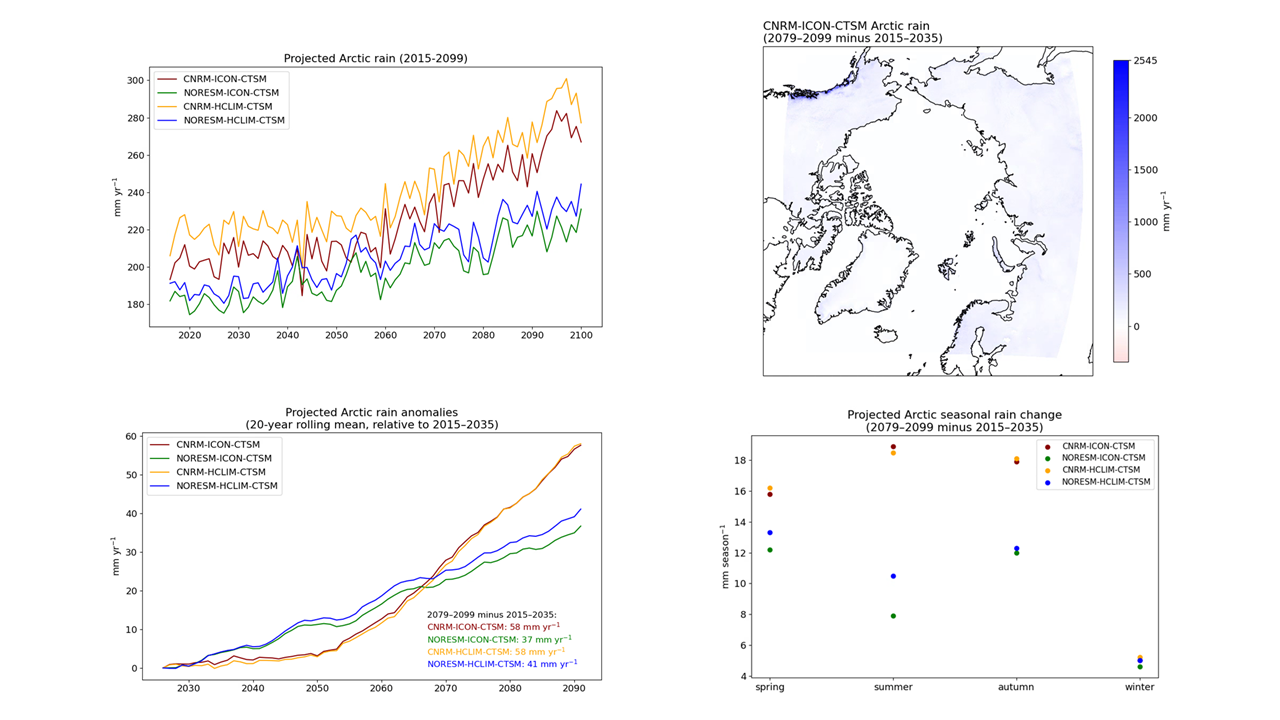 Projected Arctic rain (2015-2099)
CNRM-ICON-CTSM
NORESM-ICON-CTSM
CNRM-HCLIM-CTSM
NORESM-HCLIM-CTSM
300
280
260
240
220
200
180
mm yr⁻¹
2020 2030 2040 2050 2060 2070 2080 2090 2100
CNRM-ICON-CTSM Arctic rain
(2079–2099 minus 2015–2035)
2545
2000
1500
1000
500
0
mm yr⁻¹
Projected Arctic rain anomalies
(20-year rolling mean, relative to 2015–2035)
CNRM-ICON-CTSM
NORESM-ICON-CTSM
CNRM-HCLIM-CTSM
NORESM-HCLIM-CTSM
60
50
40
30
20
10
0
mm yr⁻¹
2079–2099 minus 2015–2035:
CNRM-ICON-CTSM: 58 mm yr⁻¹
NORESM-ICON-CTSM: 37 mm yr⁻¹
CNRM-HCLIM-CTSM: 58 mm yr⁻¹
NORESM-HCLIM-CTSM: 41 mm yr⁻¹
2030 2040 2050 2060 2070 2080 2090
Projected Arctic seasonal rain change
(2079–2099 minus 2015–2035)
CNRM-ICON-CTSM
NORESM-ICON-CTSM
CNRM-HCLIM-CTSM
NORESM-HCLIM-CTSM
18
16
14
12
10
8
6
4
mm season⁻¹
spring summer autumn winter